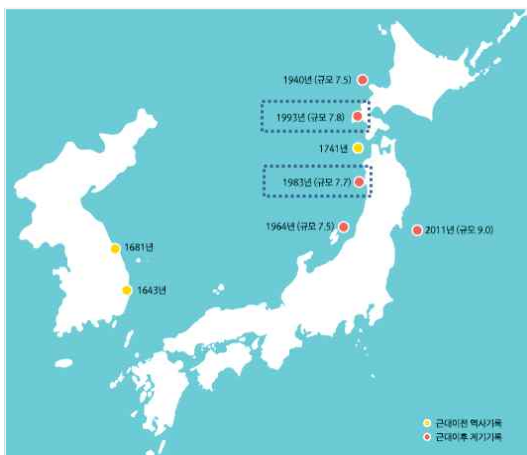 1940년 (규모 7.5)
1993년 (규모 7.8)
1741년
1983년 (규모 7.7)
1964년 (규모 7.5)
2011년 (규모 9.0)
1681년
1643년
근대이전 역사기록
근대이후 계기기록